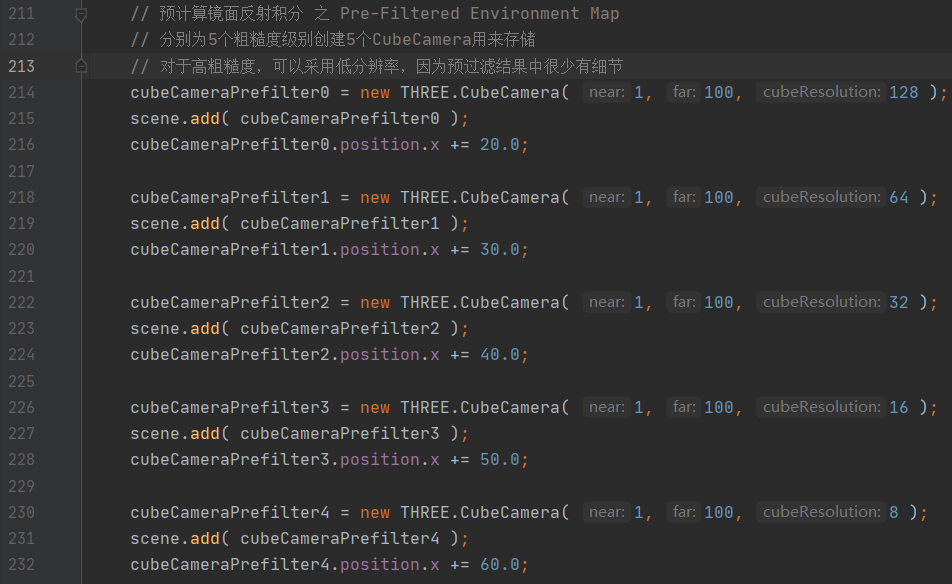 211 // 预计算镜面反射积分 之 Pre-Filtered Environment Map
212 // 分别为5个粗糙度级别创建5个CubeCamera用来存储
213 // 对于高粗糙度，可以采用低分辨率，因为预过滤结果中很少有细节
214 cubeCameraPrefilter0 = new THREE.CubeCamera( near: 1, far: 100, cubeResolution: 128 );
215 scene.add( cubeCameraPrefilter0 );
216 cubeCameraPrefilter0.position.x += 20.0;
217
218 cubeCameraPrefilter1 = new THREE.CubeCamera( near: 1, far: 100, cubeResolution: 64 );
219 scene.add( cubeCameraPrefilter1 );
220 cubeCameraPrefilter1.position.x += 30.0;
221
222 cubeCameraPrefilter2 = new THREE.CubeCamera( near: 1, far: 100, cubeResolution: 32 );
223 scene.add( cubeCameraPrefilter2 );
224 cubeCameraPrefilter2.position.x += 40.0;
225
226 cubeCameraPrefilter3 = new THREE.CubeCamera( near: 1, far: 100, cubeResolution: 16 );
227 scene.add( cubeCameraPrefilter3 );
228 cubeCameraPrefilter3.position.x += 50.0;
229
230 cubeCameraPrefilter4 = new THREE.CubeCamera( near: 1, far: 100, cubeResolution: 8 );
231 scene.add( cubeCameraPrefilter4 );
232 cubeCameraPrefilter4.position.x += 60.0;